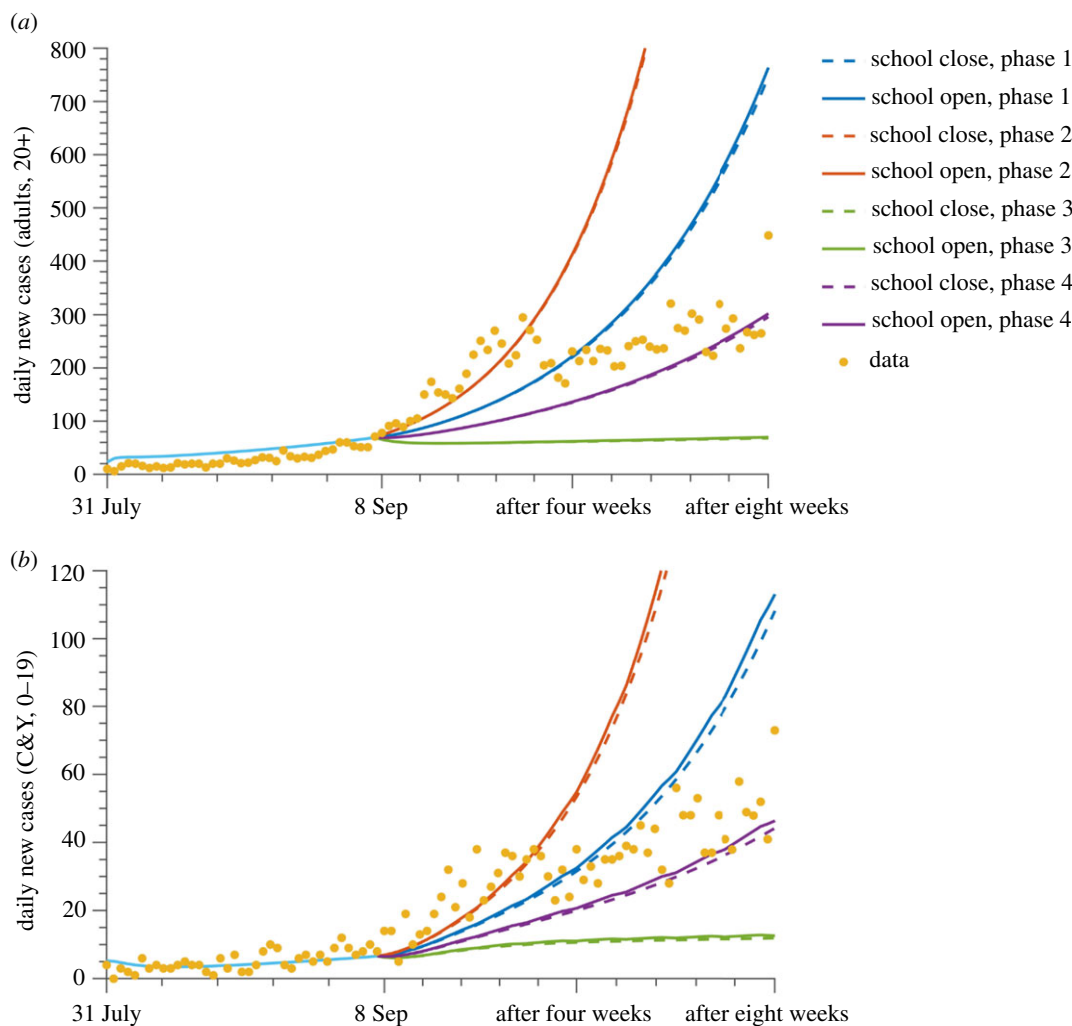 (a)
800
700
600
500
400
300
200
100
0
daily new cases (adults, 20+)
31 July
8 Sep
after four weeks
after eight weeks
school close, phase 1
school open, phase 1
school close, phase 2
school open, phase 2
school close, phase 3
school open, phase 3
school close, phase 4
school open, phase 4
data
(b)
120
100
80
60
40
20
0
daily new cases (C&Y, 0–19)
31 July
8 Sep
after four weeks
after eight weeks